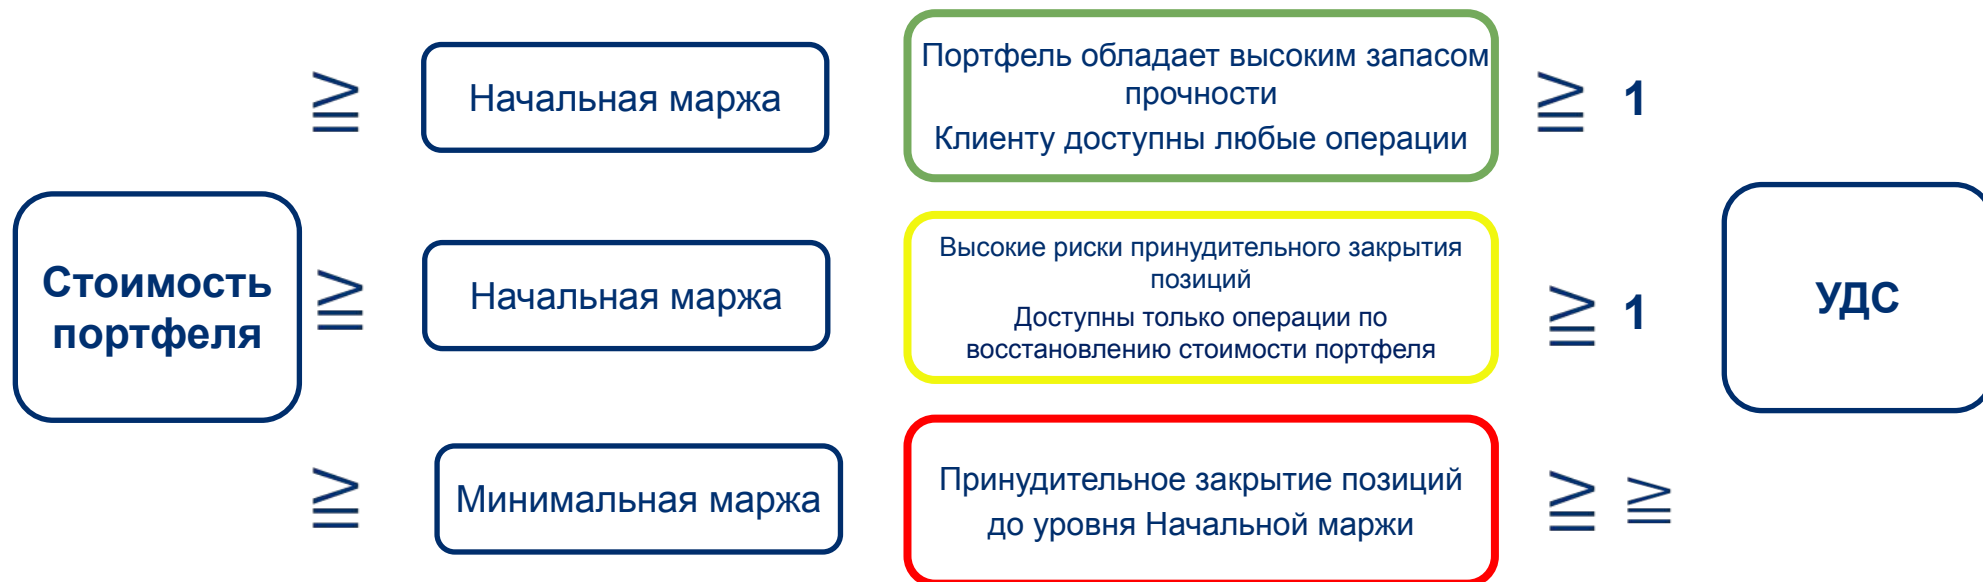 Стоимость
портфеля
≧
Начальная маржа
Портфель обладает высоким запасом
прочности
Клиенту доступны любые операции
≧ 1
≧
Начальная маржа
Высокие риски принудительного закрытия
позиций
Доступны только операции по
восстановлению стоимости портфеля
≧ 1
≧
Минимальная маржа
Принудительное закрытие позиций
до уровня Начальной маржи
≧ ≧
УДС